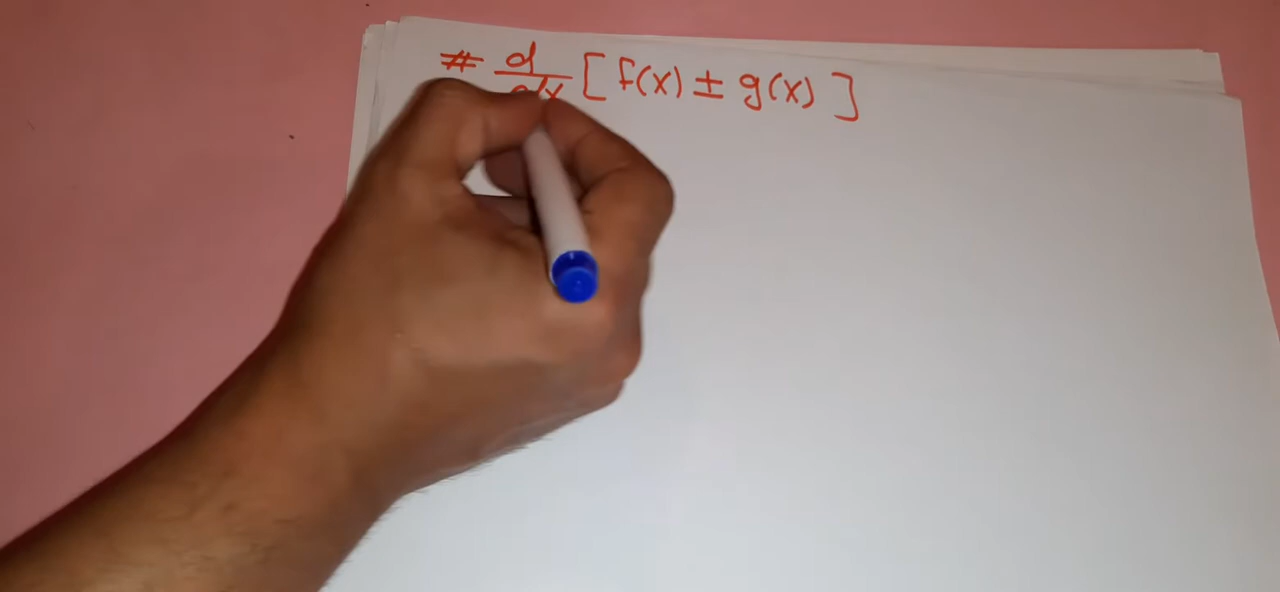 # d/dx [ f(x) ± g(x) ]